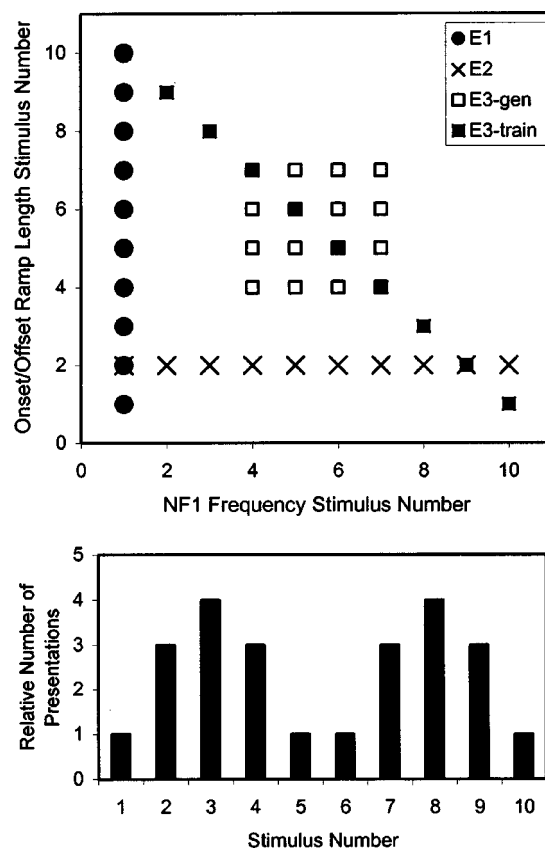 Onset/Offset Ramp Length Stimulus Number
10
8
6
4
2
0
E1
E2
E3-gen
E3-train
0 2 4 6 8 10
NF1 Frequency Stimulus Number
Relative Number of
Presentations
5
4
3
2
1
0
1 2 3 4 5 6 7 8 9 10
Stimulus Number